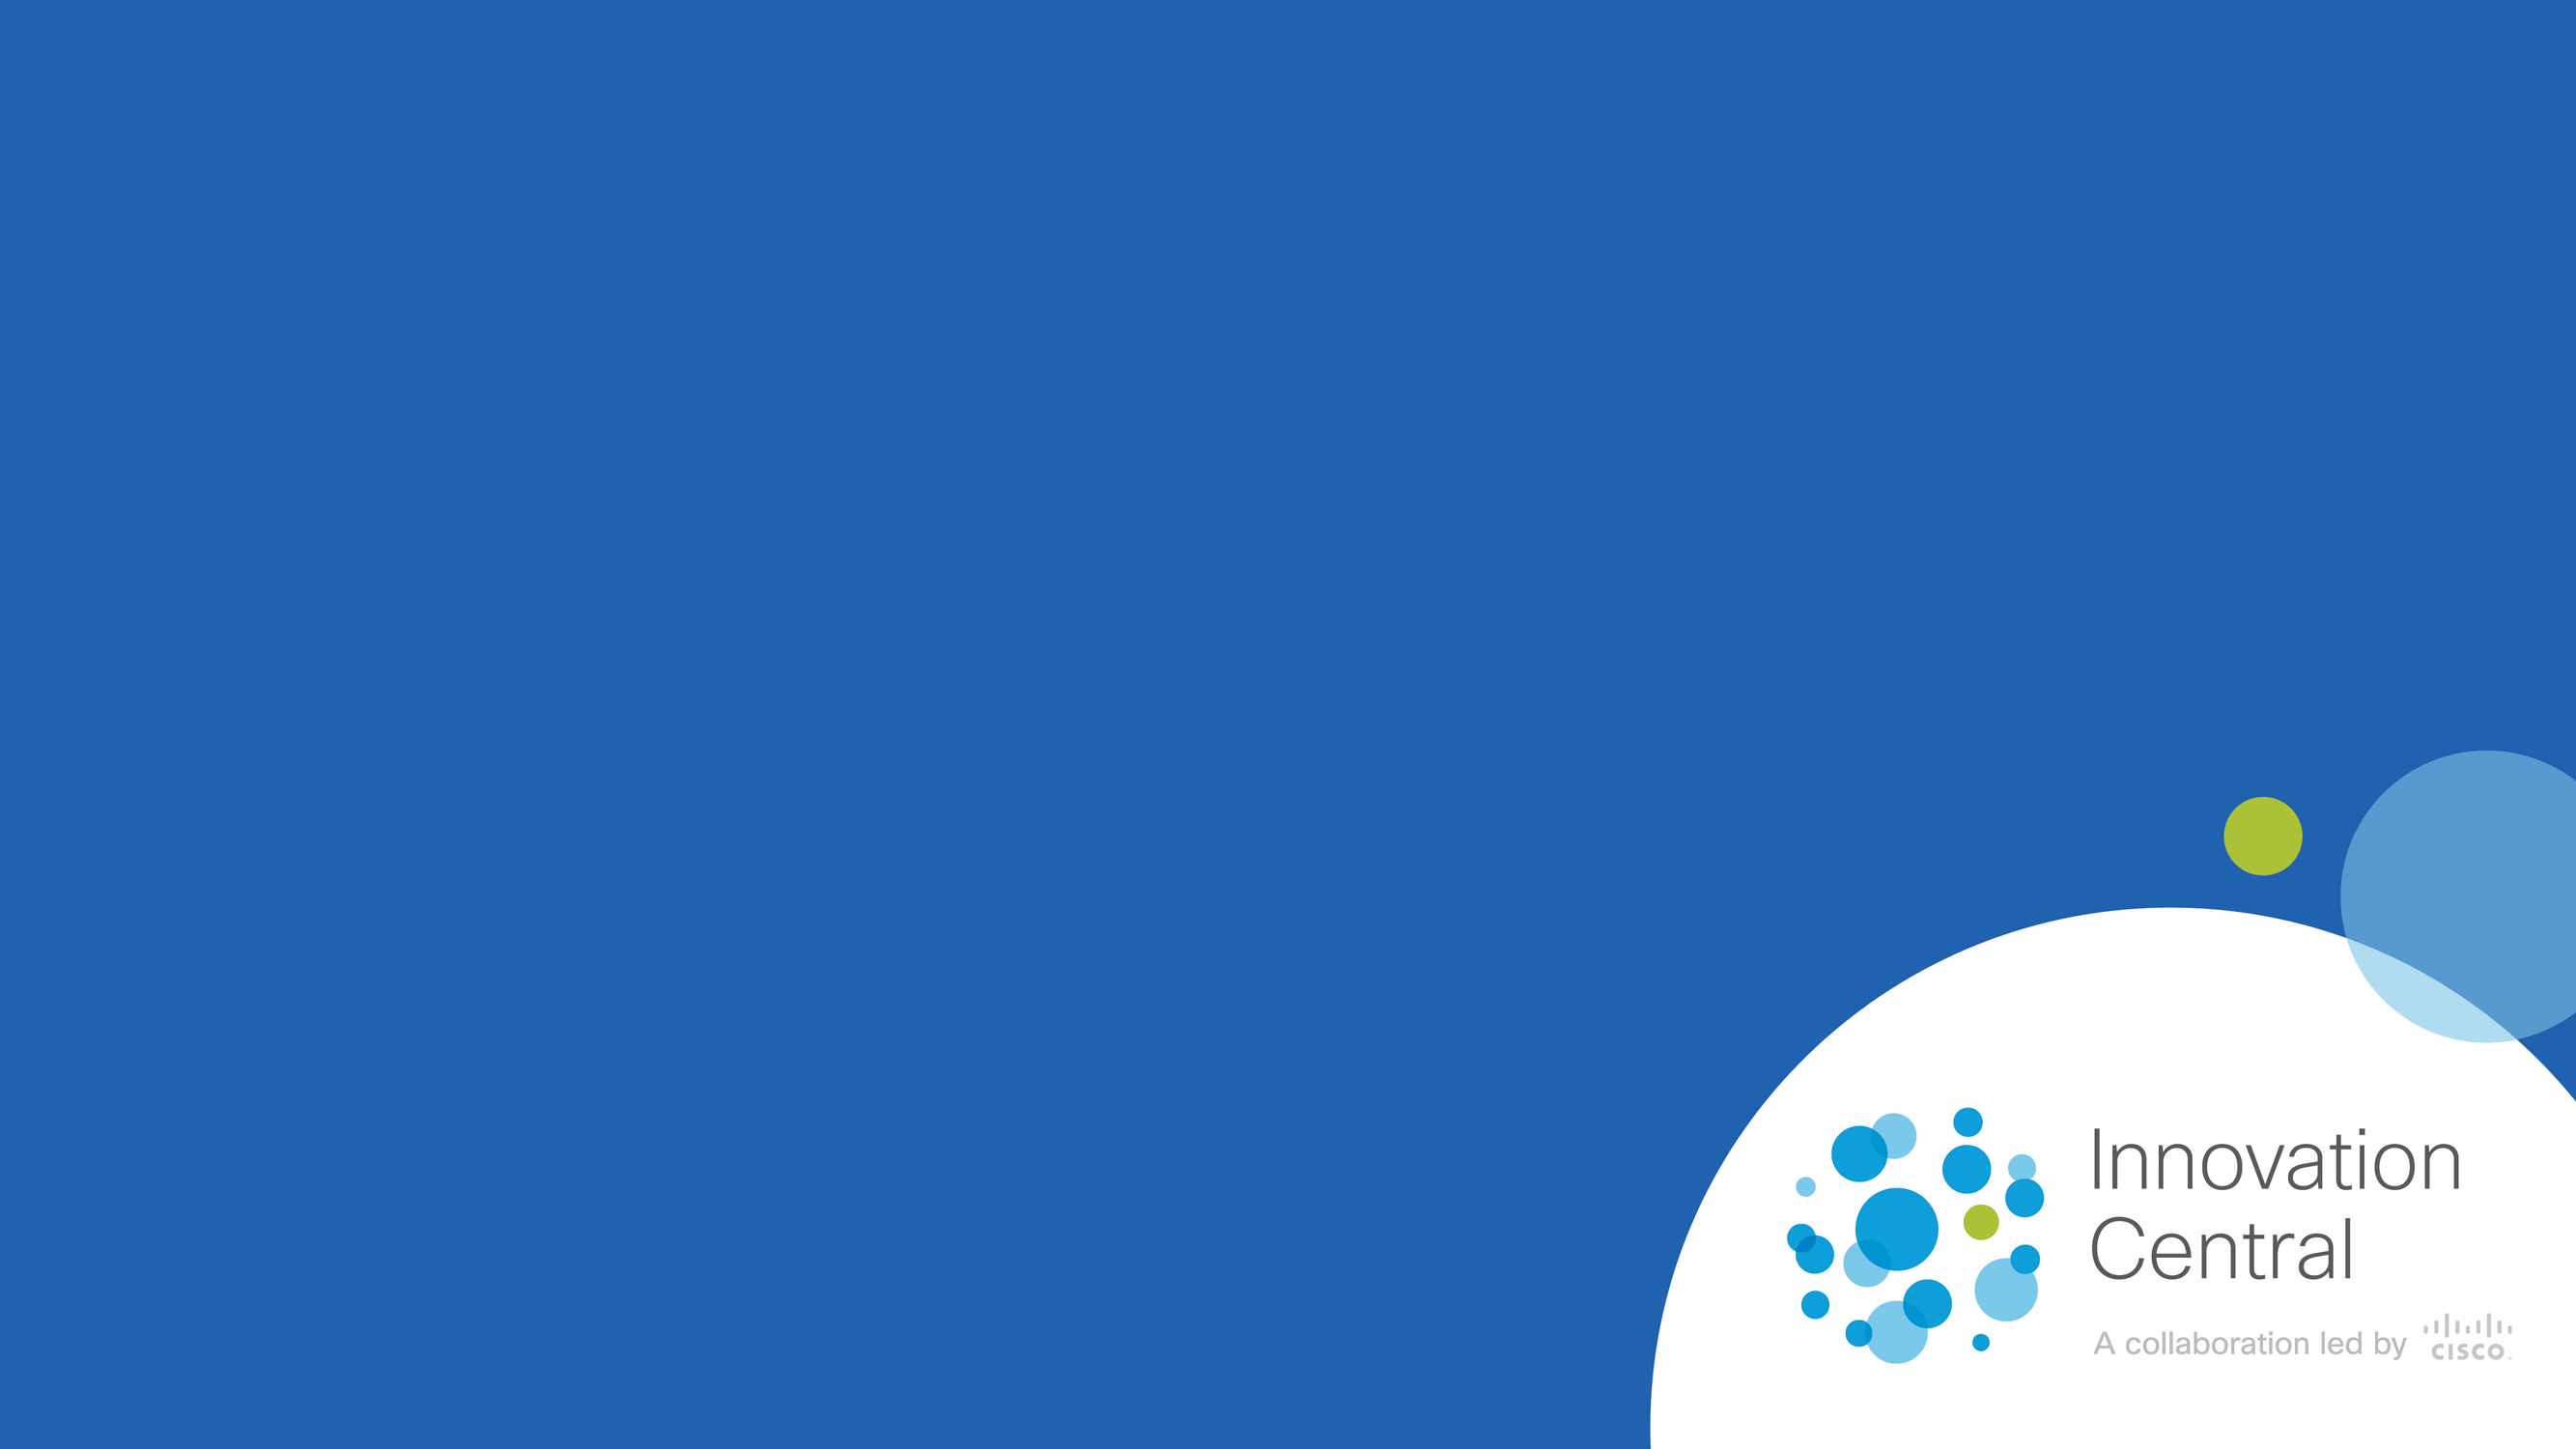 Innovation
Central
A collaboration led by CISCO